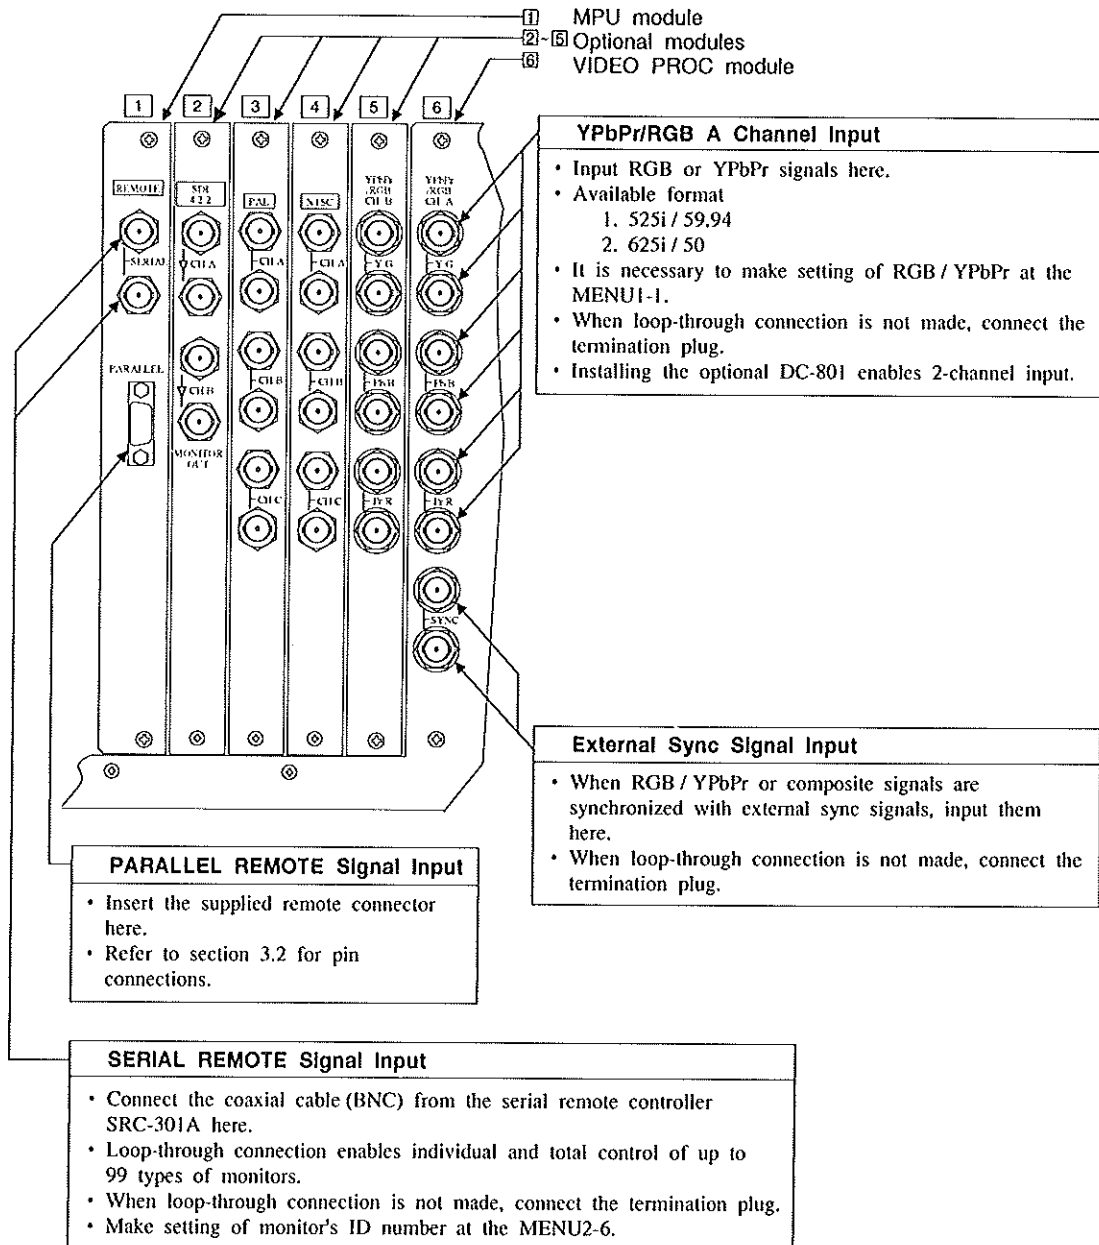 1 MPU module
2~5 Optional modules
6 VIDEO PROC module
1 2 3 4 5 6
REMOTE
SERIAL
PARALLEL
SDI
422
CH A
CH B
MONITOR
OUT
PAL
CH A
CH B
CH C
NTSC
CH A
CH B
CH C
YPbPr
/RGB
CH B
Y G
Pb B
Pr R
YPbPr
/RGB
CH A
Y G
Pb B
Pr R
SYNC
YPbPr/RGB A Channel Input
• Input RGB or YPbPr signals here.
• Available format
1. 525i / 59.94
2. 625i / 50
• It is necessary to make setting of RGB / YPbPr at the
MENU1-1.
• When loop-through connection is not made, connect the
termination plug.
• Installing the optional DC-801 enables 2-channel input.
External Sync Signal Input
• When RGB / YPbPr or composite signals are
synchronized with external sync signals, input them
here.
• When loop-through connection is not made, connect the
termination plug.
PARALLEL REMOTE Signal Input
• Insert the supplied remote connector
here.
• Refer to section 3.2 for pin
connections.
SERIAL REMOTE Signal Input
• Connect the coaxial cable (BNC) from the serial remote controller
SRC-301A here.
• Loop-through connection enables individual and total control of up to
99 types of monitors.
• When loop-through connection is not made, connect the termination plug.
• Make setting of monitor's ID number at the MENU2-6.